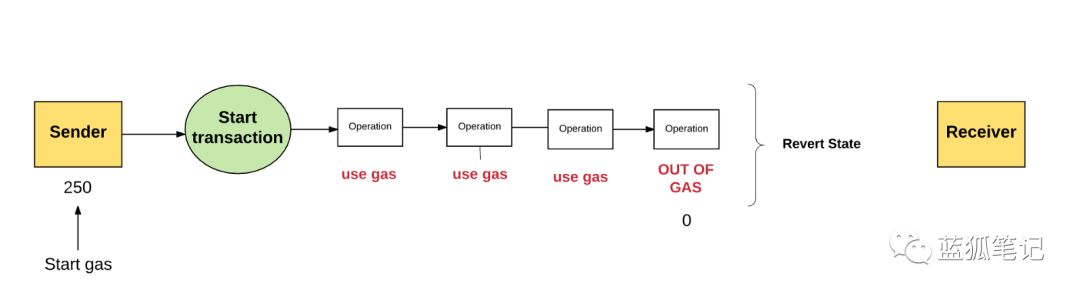 Sender
Start
transaction
Operation
Operation
Operation
Operation
Revert State
Receiver
use gas
use gas
use gas
OUT OF
GAS
250
0
Start gas
蓝狐笔记